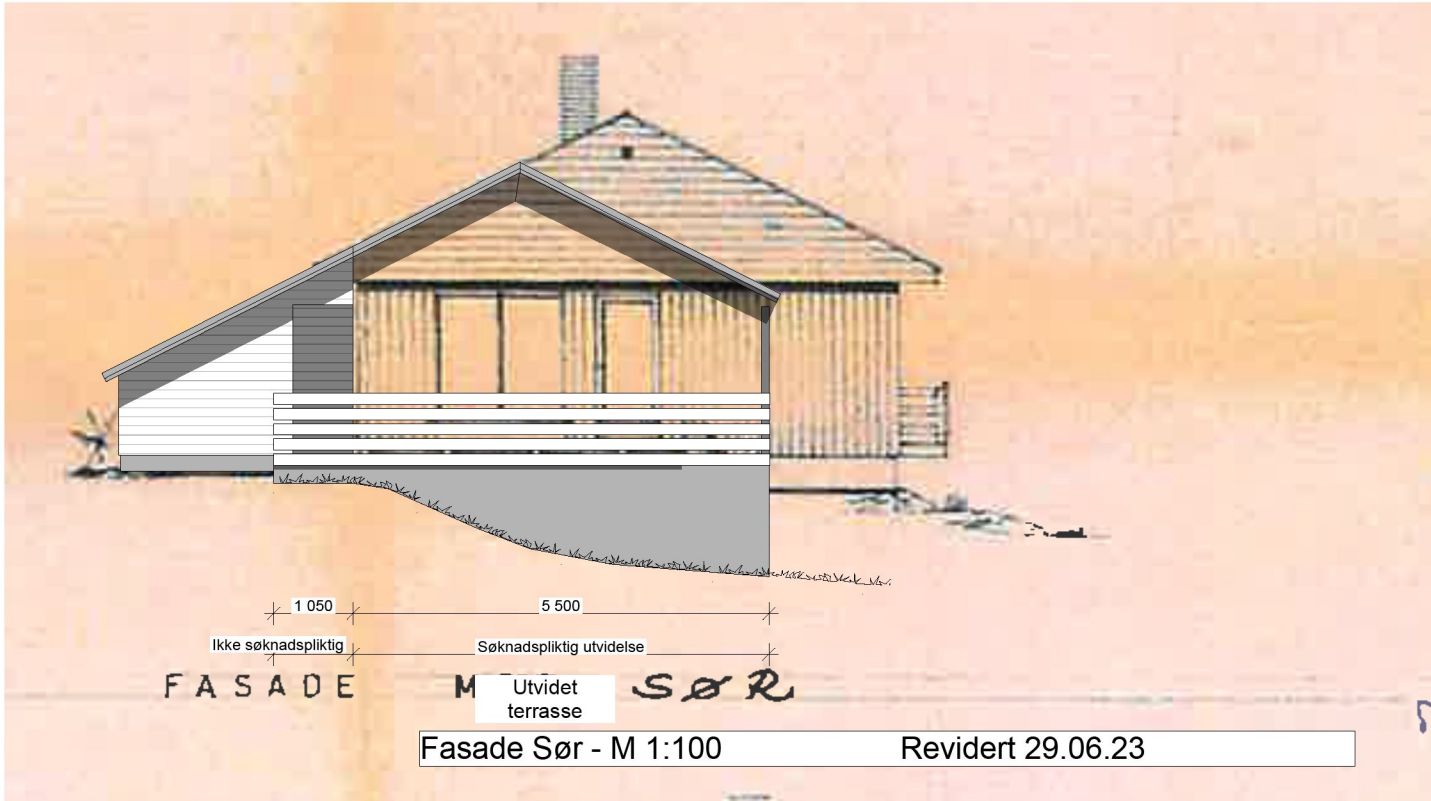 1 050
5 500
Ikke søknadspliktig
Søknadspliktig utvidelse
FASADE M SØR
Utvidet
terrasse
Fasade Sør - M 1:100
Revidert 29.06.23